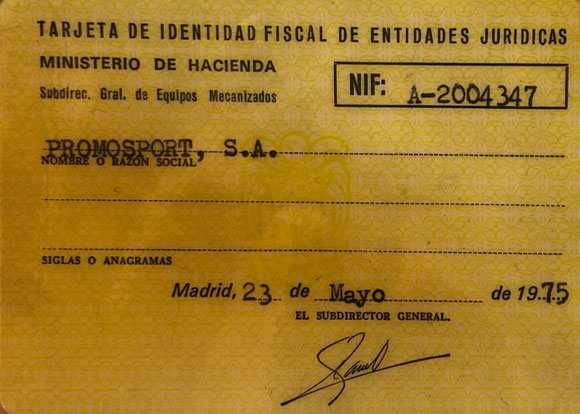 TARJETA DE IDENTIDAD FISCAL DE ENTIDADES JURIDICAS
MINISTERIO DE HACIENDA
Subdirec. Gral. de Equipos Mecanizados
NIF: A-2004347
PROMOSPORT, S.A.
NOMBRE O RAZON SOCIAL
SIGLAS O ANAGRAMAS
Madrid, 23 de Mayo de 1975
EL SUBDIRECTOR GENERAL.